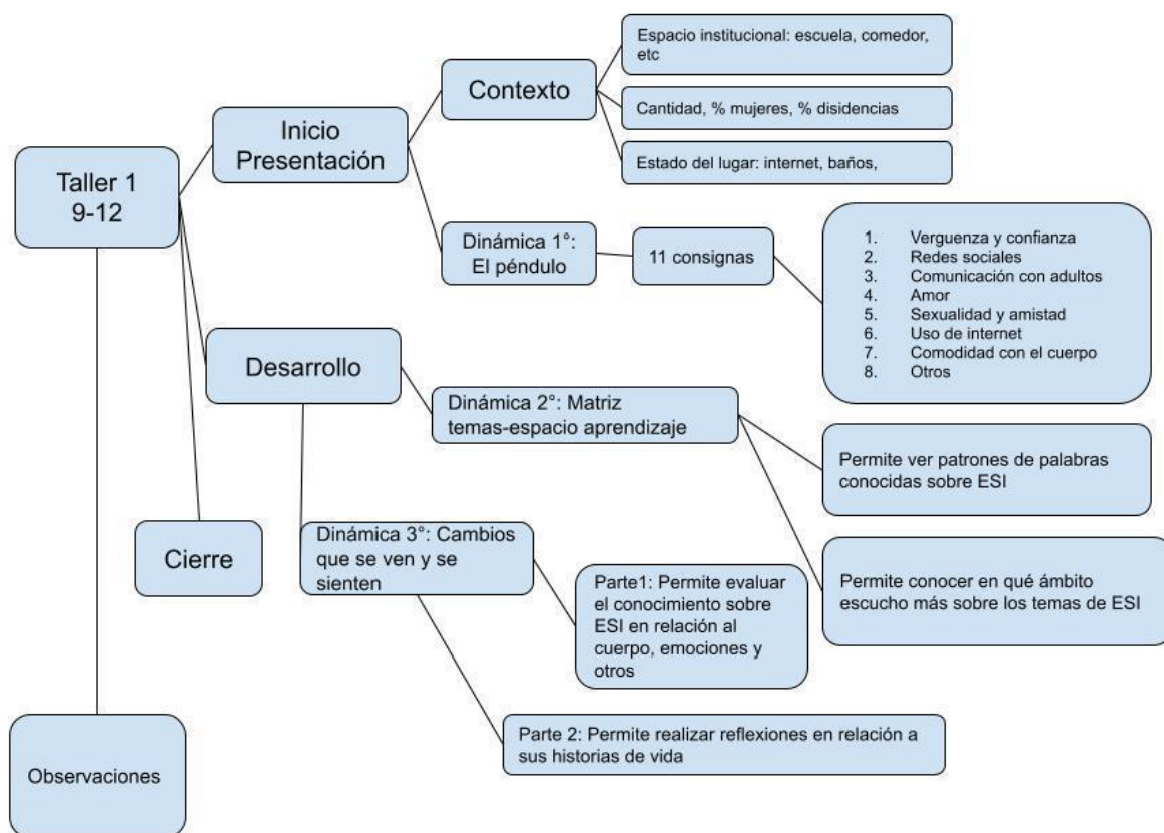 Taller 1
9-12
Inicio
Presentación
Contexto
Espacio institucional: escuela, comedor,
etc
Cantidad, % mujeres, % disidencias
Estado del lugar: internet, baños,
Dinámica 1°:
El péndulo
11 consignas
1. Verguenza y confianza
2. Redes sociales
3. Comunicación con adultos
4. Amor
5. Sexualidad y amistad
6. Uso de internet
7. Comodidad con el cuerpo
8. Otros
Desarrollo
Dinámica 2°: Matriz
temas-espacio aprendizaje
Permite ver patrones de palabras
conocidas sobre ESI
Permite conocer en qué ámbito
escucho más sobre los temas de ESI
Dinámica 3°: Cambios
que se ven y se
sienten
Parte1: Permite evaluar
el conocimiento sobre
ESI en relación al
cuerpo, emociones y
otros
Parte 2: Permite realizar reflexiones en relación a
sus historias de vida
Cierre
Observaciones